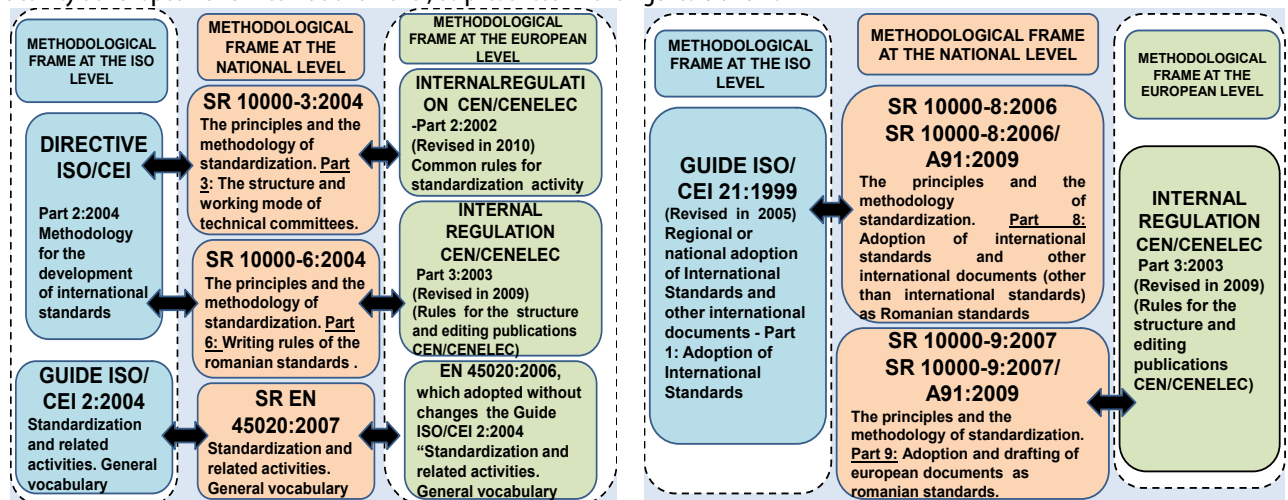 METHODOLOGICAL
FRAME AT THE ISO
LEVEL
DIRECTIVE
ISO/CEI
Part 2:2004
Methodology
for the
development
of international
standards
GUIDE ISO/
CEI 2:2004
Standardization
and related
activities. General
vocabulary
METHODOLOGICAL
FRAME AT THE
NATIONAL LEVEL
SR 10000-3:2004
The principles and the
methodology of
standardization. Part
3: The structure and
working mode of
technical committees.
SR 10000-6:2004
The principles and the
methodology of
standardization. Part
6: Writing rules of the
romanian standards .
SR EN
45020:2007
Standardization and
related activities.
General vocabulary
METHODOLOGICAL
FRAME AT THE EUROPEAN
LEVEL
INTERNALREGULATI
ON CEN/CENELEC
-Part 2:2002
(Revised in 2010)
Common rules for
standardization activity
INTERNAL
REGULATION
CEN/CENELEC
Part 3:2003
(Revised in 2009)
(Rules for the structure
and editing publications
CEN/CENELEC)
EN 45020:2006,
which adopted without
changes the Guide
ISO/CEI 2:2004
“Standardization and
related activities.
General vocabulary
METHODOLOGICAL
FRAME AT THE ISO
LEVEL
GUIDE ISO/
CEI 21:1999
(Revised in 2005)
Regional or
national adoption
of International
Standards and
other international
documents - Part
1: Adoption of
International
Standards
METHODOLOGICAL FRAME
AT THE NATIONAL LEVEL
SR 10000-8:2006
SR 10000-8:2006/
A91:2009
The principles and the
methodology of
standardization. Part 8:
Adoption of international
standards and other
international documents (other
than international standards)
as Romanian standards
SR 10000-9:2007
SR 10000-9:2007/
A91:2009
The principles and the
methodology of standardization.
Part 9: Adoption and drafting of
european documents as
romanian standards.
METHODOLOGICAL
FRAME AT THE
EUROPEAN LEVEL
INTERNAL
REGULATION
CEN/CENELEC
Part 3:2003
(Revised in 2009)
(Rules for the
structure and
editing
publications
CEN/CENELEC)